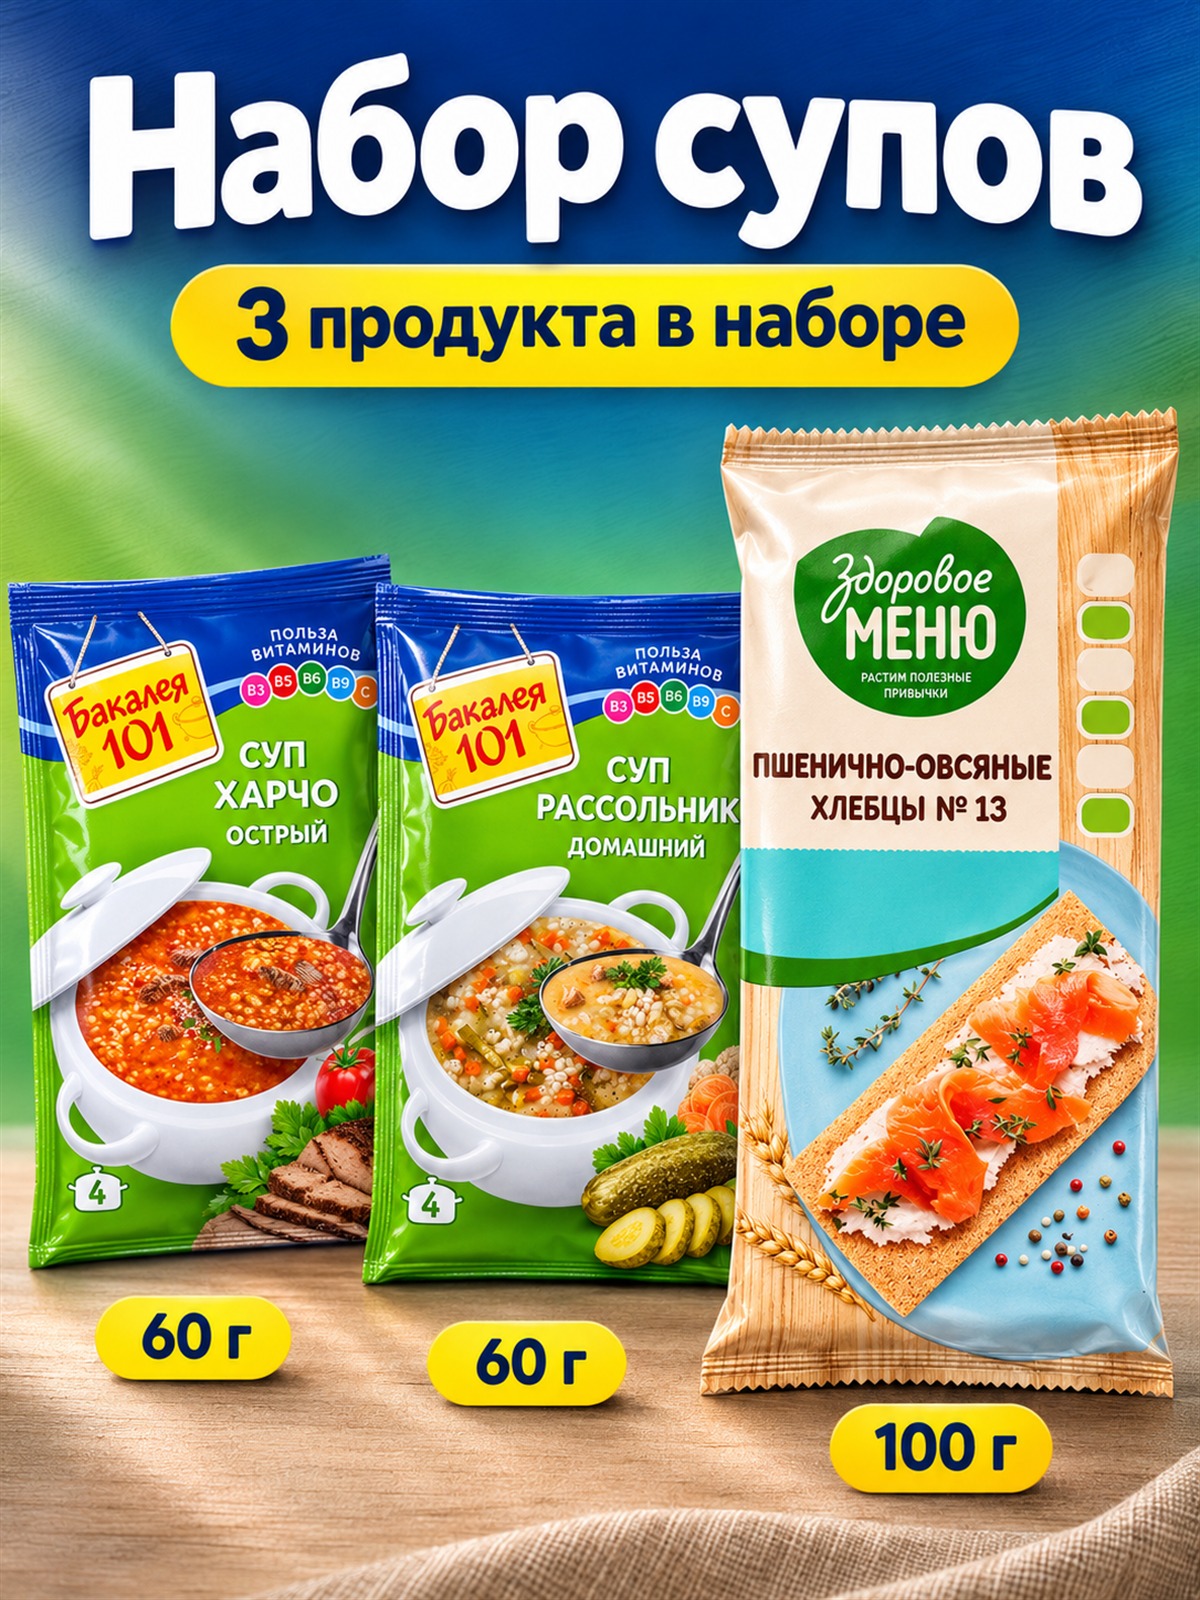 Набор супов
3 продукта в наборе
ПОЛЬЗА
ВИТАМИНОВ
B3 B5 B6 B9 C
Бакалея
101
СУП
ХАРЧО
ОСТРЫЙ
4
60 г
ПОЛЬЗА
ВИТАМИНОВ
B3 B5 B6 B9 C
Бакалея
101
СУП
РАССОЛЬНИК
ДОМАШНИЙ
4
60 г
Здоровое
МЕНЮ
РАСТИМ ПОЛЕЗНЫЕ
ПРИВЫЧКИ
ПШЕНИЧНО-ОВСЯНЫЕ
ХЛЕБЦЫ № 13
100 г